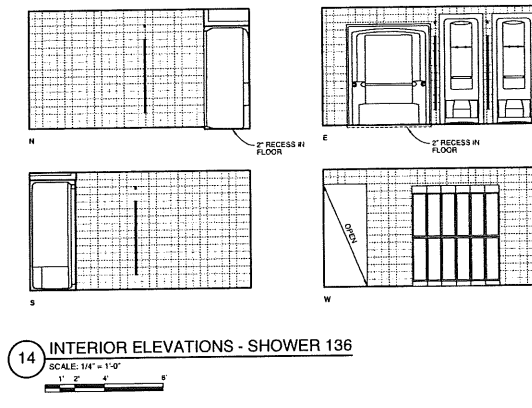 N
2" RECESS IN
FLOOR
E
2" RECESS IN
FLOOR
S
OPEN
W
14
INTERIOR ELEVATIONS - SHOWER 136
SCALE: 1/4" = 1'-0"
1' 2" 4' 8'